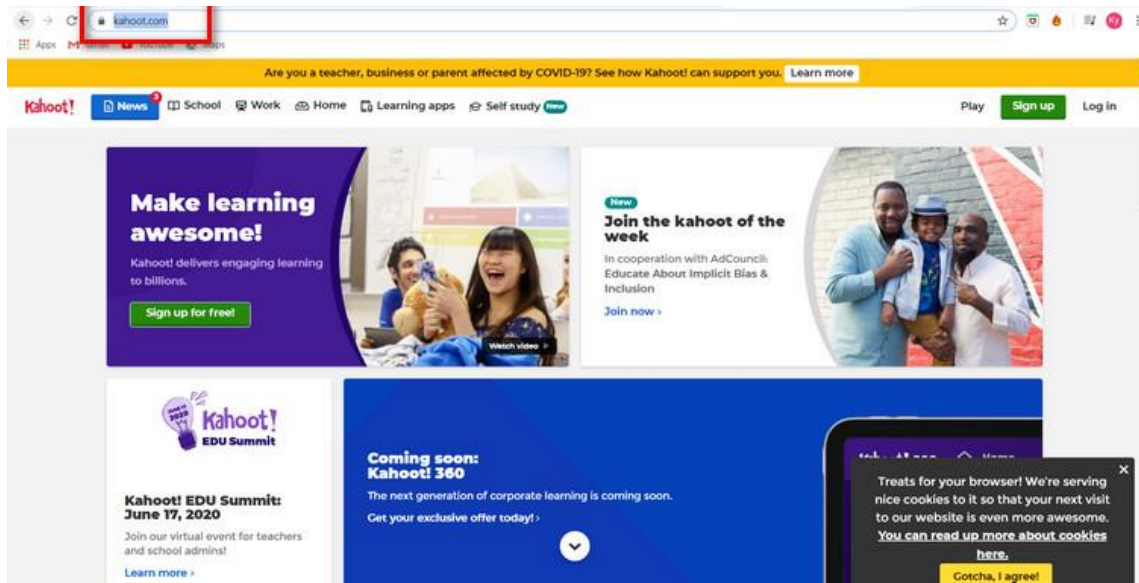 kahoot.com
Apps
Are you a teacher, business or parent affected by COVID-19? See how Kahoot! can support you. Learn more
Kahoot! News 3 School Work Home Learning apps Self study New Play Sign up Log in
Make learning
awesome!
Kahoot! delivers engaging learning
to billions.
Sign up for free!
Watch video
New
Join the kahoot of the
week
In cooperation with AdCouncil:
Educate About Implicit Bias &
Inclusion
Join now ›
Kahoot!
EDU Summit
Kahoot! EDU Summit:
June 17, 2020
Join our virtual event for teachers
and school admins!
Learn more ›
Coming soon:
Kahoot! 360
The next generation of corporate learning is coming soon.
Get your exclusive offer today! ›
Treats for your browser! We're serving
nice cookies to it so that your next visit
to our website is even more awesome.
You can read up more about cookies
here.
Gotcha, I agree!